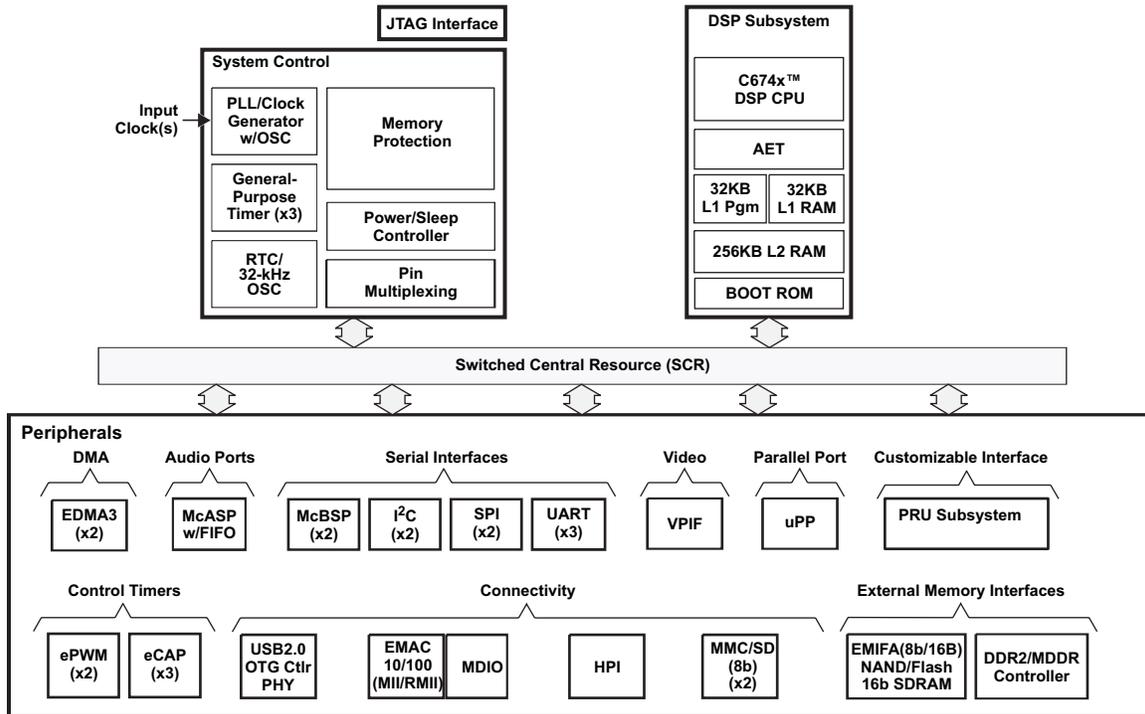 JTAG Interface
System Control
Input
Clock(s)
PLL/Clock
Generator
w/OSC
General-
Purpose
Timer (x3)
RTC/
32-kHz
OSC
Memory
Protection
Power/Sleep
Controller
Pin
Multiplexing
DSP Subsystem
C674x™
DSP CPU
AET
32KB
L1 Pgm
32KB
L1 RAM
256KB L2 RAM
BOOT ROM
Switched Central Resource (SCR)
Peripherals
DMA
EDMA3
(x2)
Audio Ports
McASP
w/FIFO
Serial Interfaces
McBSP
(x2)
I²C
(x2)
SPI
(x2)
UART
(x3)
Video
VPIF
Parallel Port
uPP
Customizable Interface
PRU Subsystem
Control Timers
ePWM
(x2)
eCAP
(x3)
Connectivity
USB2.0
OTG Ctlr
PHY
EMAC
10/100
(MII/RMII)
MDIO
HPI
MMC/SD
(8b)
(x2)
External Memory Interfaces
EMIFA(8b/16B)
NAND/Flash
16b SDRAM
DDR2/MDDR
Controller